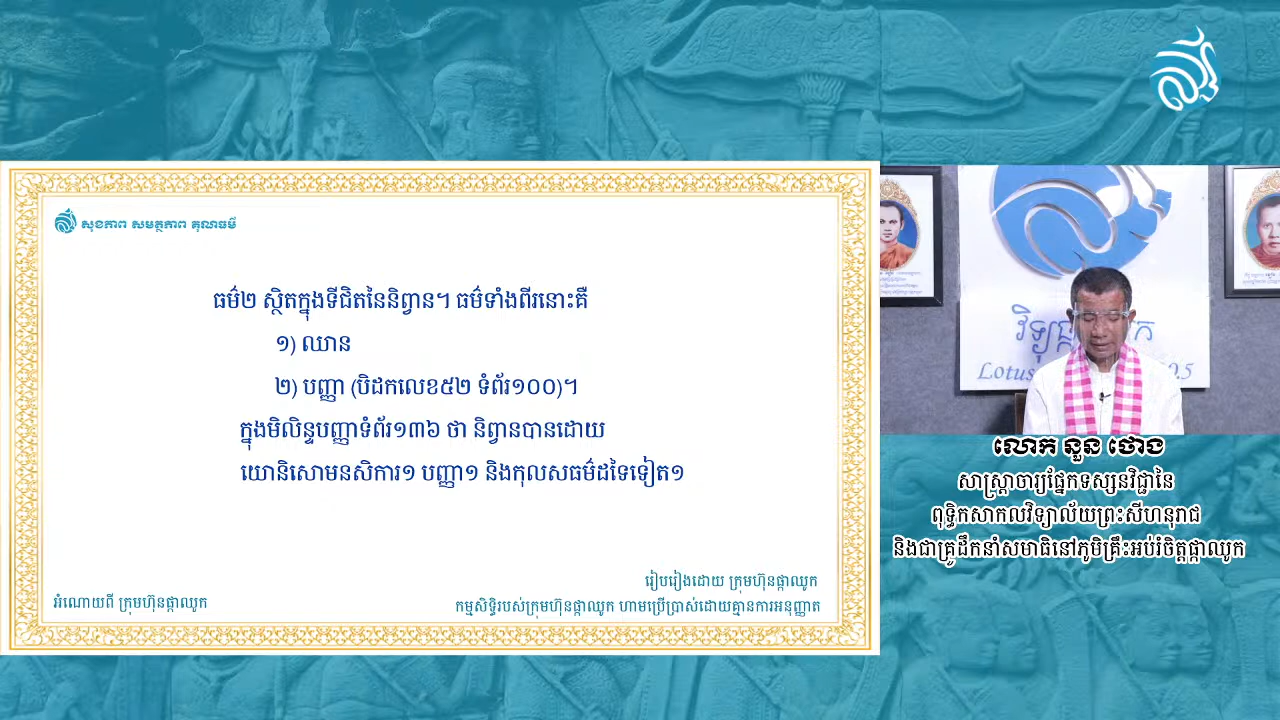 សុខភាព សមត្ថភាព គុណធម៌
ធម៌២ ស្ថិតក្នុងទីជិតនៃនិព្វាន។ ធម៌ទាំងពីរនោះគឺ
១) ឈាន
២) បញ្ញា (បិដកលេខ៥២ ទំព័រ១០០)។
ក្នុងមិលិន្ទបញ្ញាទំព័រ១៣៦ ថា និព្វានបានដោយ
យោនិសោមនសិការ១ បញ្ញា១ និងកុលសធម៌ដទៃទៀត១
រៀបរៀងដោយ ក្រុមហ៊ុនផ្កាឈូក
អំណោយពី ក្រុមហ៊ុនផ្កាឈូក
កម្មសិទ្ធិរបស់ក្រុមហ៊ុនផ្កាឈូក ហាមប្រើប្រាស់ដោយគ្មានការអនុញ្ញាត
វិទ្យុផ្កា
Lotus
0.5
លោក នួន ថោង
សាស្ត្រាចារ្យផ្នែកទស្សនវិជ្ជានៃ
ពុទ្ធិកសាកលវិទ្យាល័យព្រះសីហនុរាជ
និងជាគ្រូដឹកនាំសមាធិនៅភូមិគ្រឹះអប់រំចិត្តផ្កាឈូក